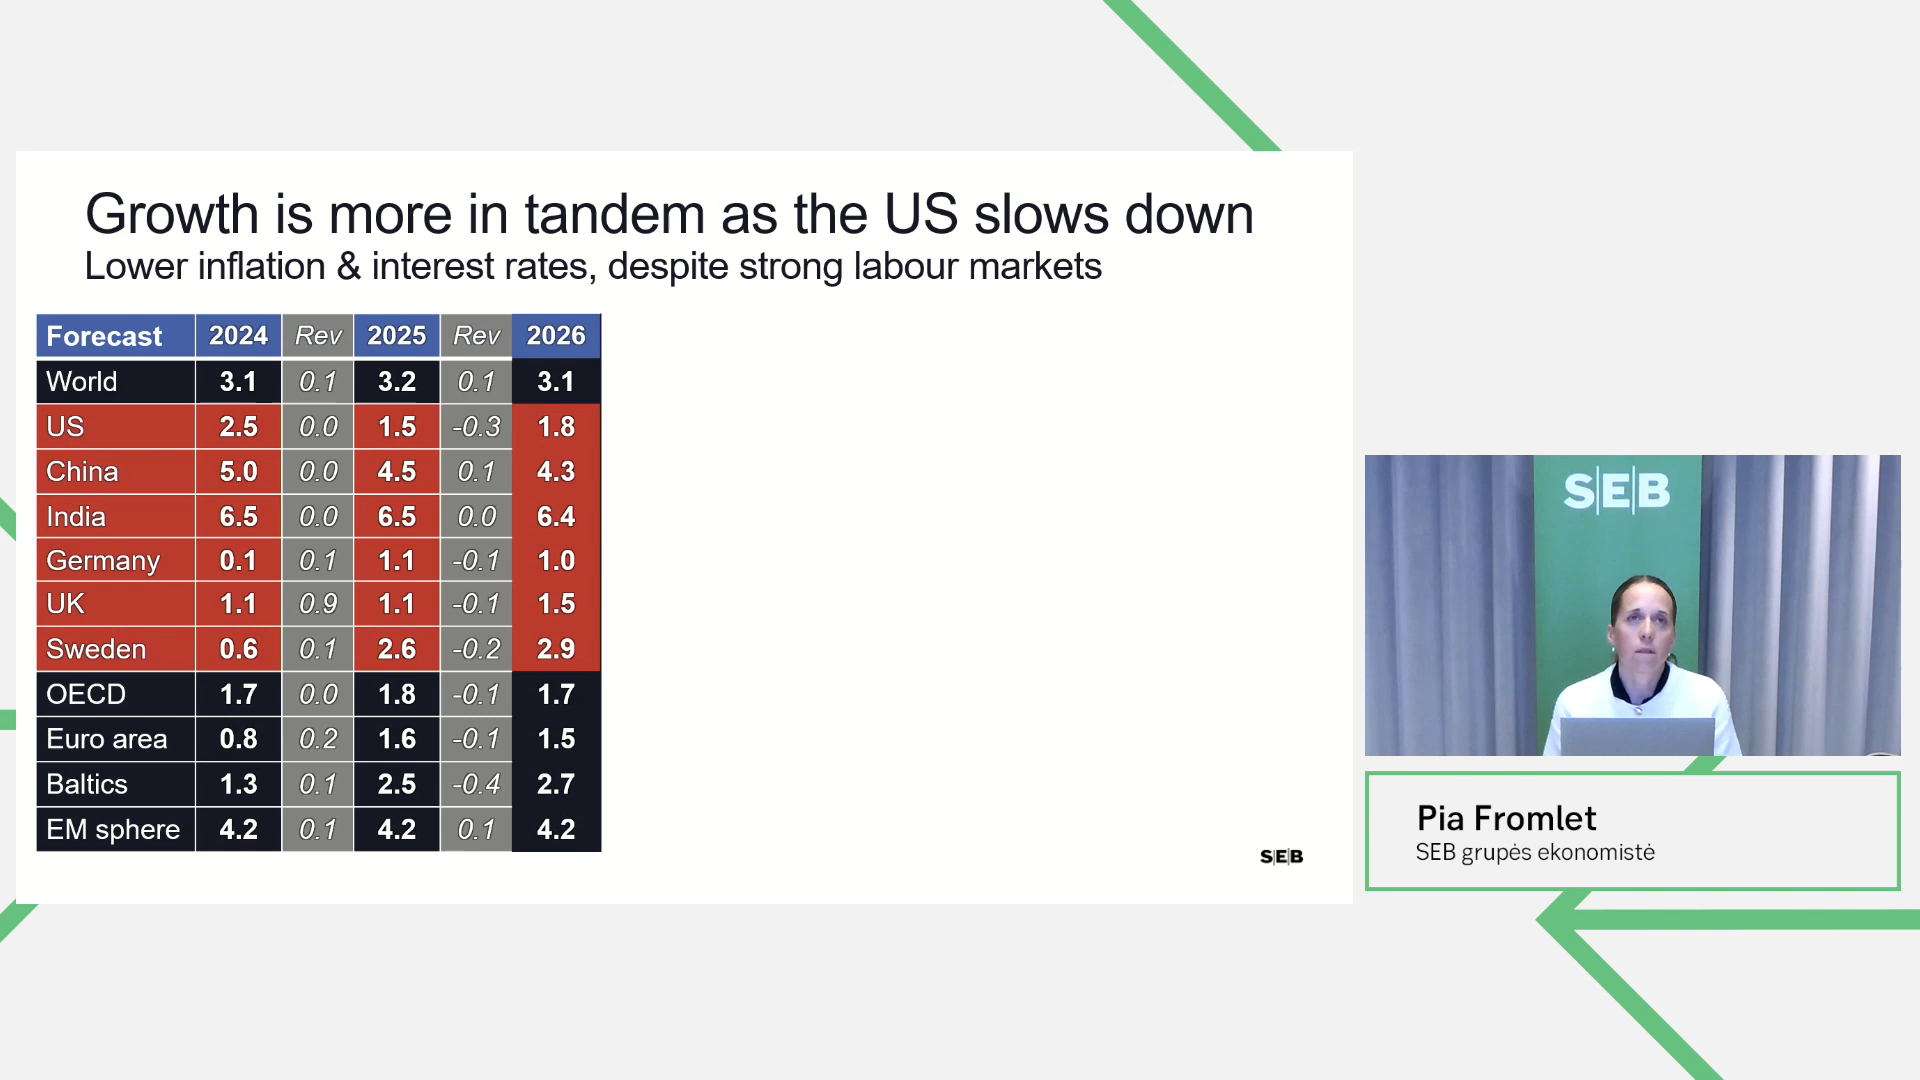 Growth is more in tandem as the US slows down
Lower inflation & interest rates, despite strong labour markets
Forecast 2024 Rev 2025 Rev 2026
World 3.1 0.1 3.2 0.1 3.1
US 2.5 0.0 1.5 -0.3 1.8
China 5.0 0.0 4.5 0.1 4.3
India 6.5 0.0 6.5 0.0 6.4
Germany 0.1 0.1 1.1 -0.1 1.0
UK 1.1 0.9 1.1 -0.1 1.5
Sweden 0.6 0.1 2.6 -0.2 2.9
OECD 1.7 0.0 1.8 -0.1 1.7
Euro area 0.8 0.2 1.6 -0.1 1.5
Baltics 1.3 0.1 2.5 -0.4 2.7
EM sphere 4.2 0.1 4.2 0.1 4.2
SEB
SEB
Pia Fromlet
SEB grupės ekonomistė